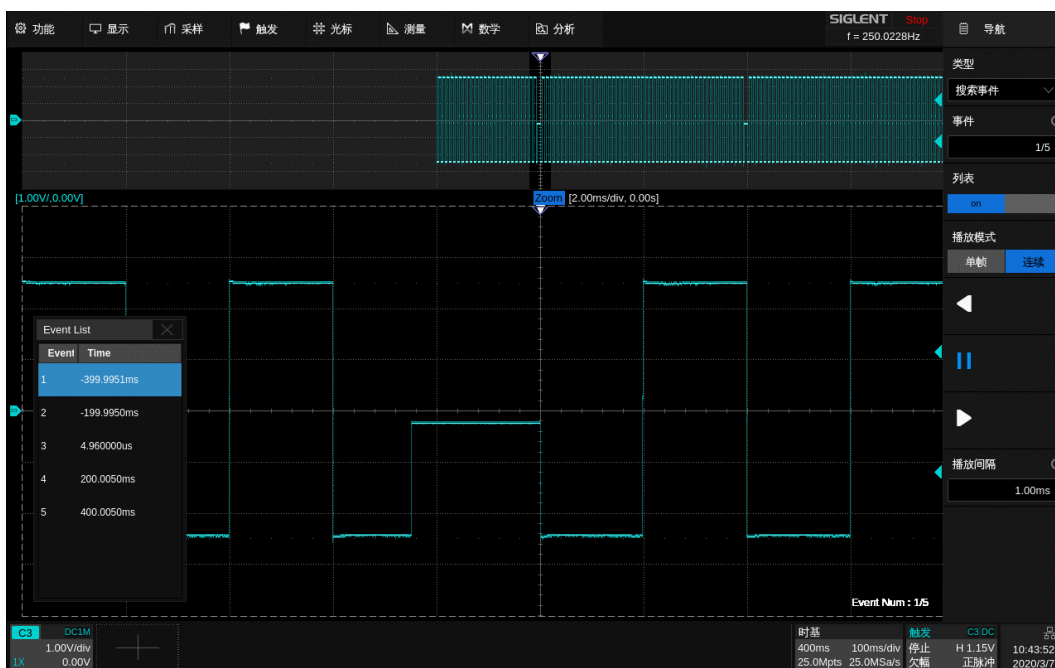 功能
显示
采样
触发
光标
测量
数学
分析
SIGLENT Stop
f = 250.0228Hz
导航
类型
搜索事件
事件
1/5
列表
on
[1.00V/,0.00V]
Zoom [2.00ms/div, 0.00s]
播放模式
单帧 连续
Event List
Event Time
1 -399.9951ms
2 -199.9950ms
3 4.960000us
4 200.0050ms
5 400.0050ms
播放间隔
1.00ms
Event Num : 1/5
C3 DC1M
1.00V/div
1X 0.00V
时基
400ms 100ms/div
25.0Mpts 25.0MSa/s
触发 C3 DC
停止 H 1.15V
欠幅 正脉冲
10:43:52
2020/3/7